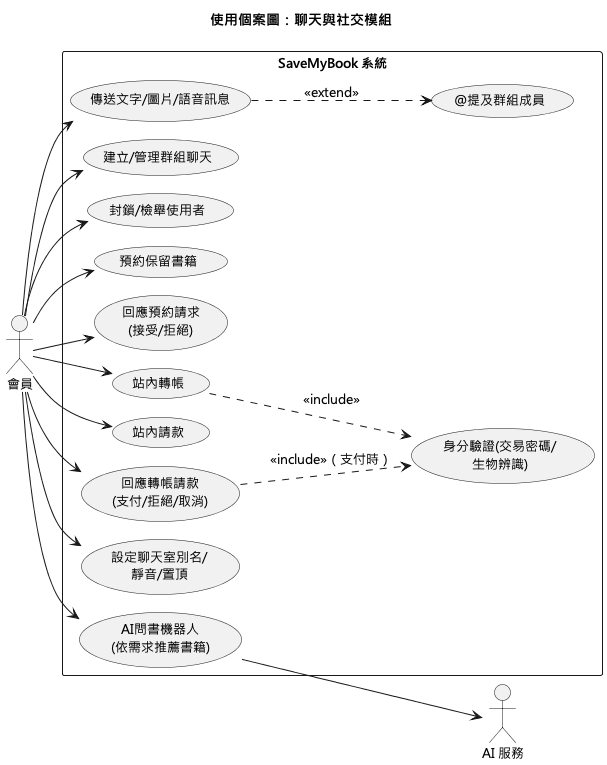 使用個案圖：聊天與社交模組
SaveMyBook 系統
傳送文字/圖片/語音訊息
«extend»
@提及群組成員
建立/管理群組聊天
封鎖/檢舉使用者
預約保留書籍
回應預約請求
(接受/拒絕)
會員
站內轉帳
«include»
站內請款
身分驗證(交易密碼/
生物辨識)
回應轉帳請款
(支付/拒絕/取消)
«include» ( 支付時 )
設定聊天室別名/
靜音/置頂
AI問書機器人
(依需求推薦書籍)
AI 服務